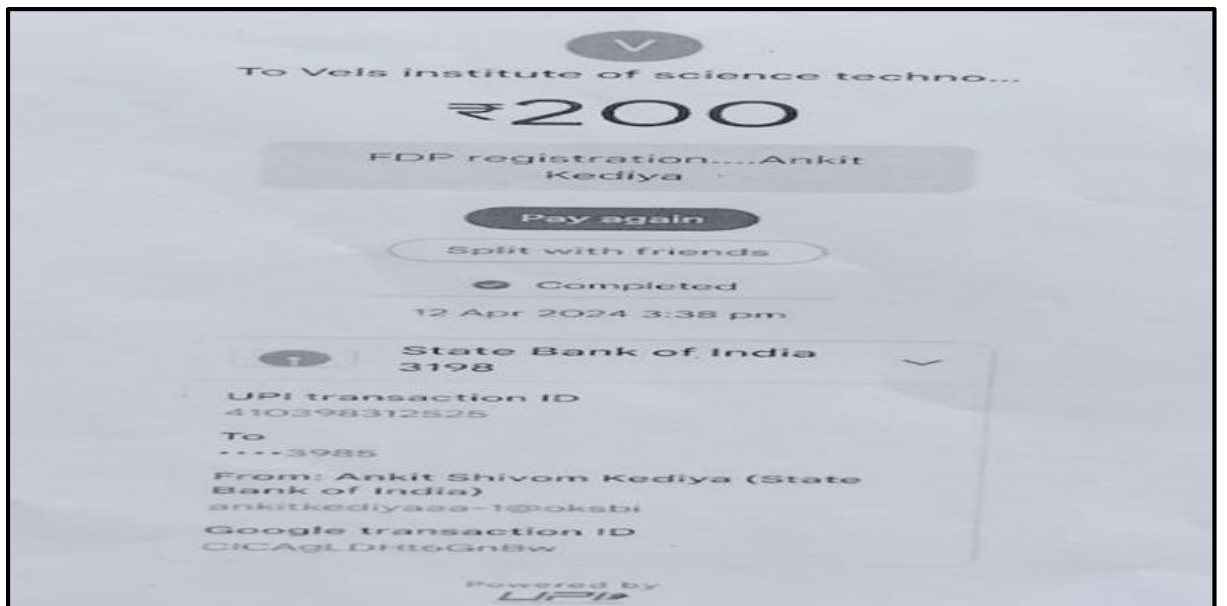 V
To Vels institute of science techno...
₹200
FDP registration....Ankit
Kediya
Pay again
Split with friends
Completed
12 Apr 2024 3:38 pm
State Bank of India
3198
UPI transaction ID
410398312525
To
••••3985
From: Ankit Shivom Kediya (State
Bank of India)
ankitkediyaaa-1@oksbi
Google transaction ID
CICAgLDHtoGnBw
Powered by
UPI